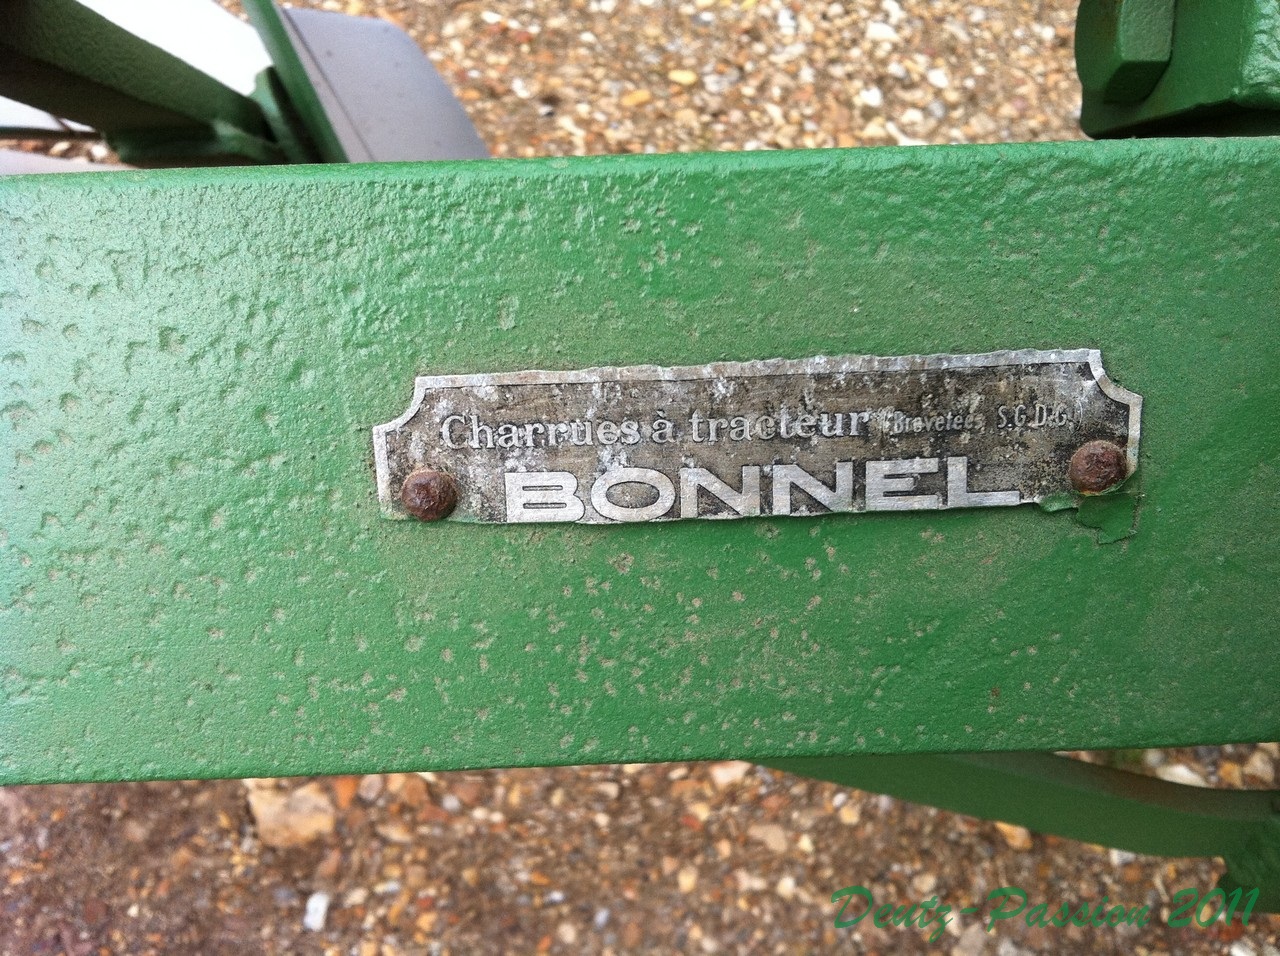 Charrues à tracteur (Brevetées S.G.D.G.)
BONNEL
Deutz-Passion 2011